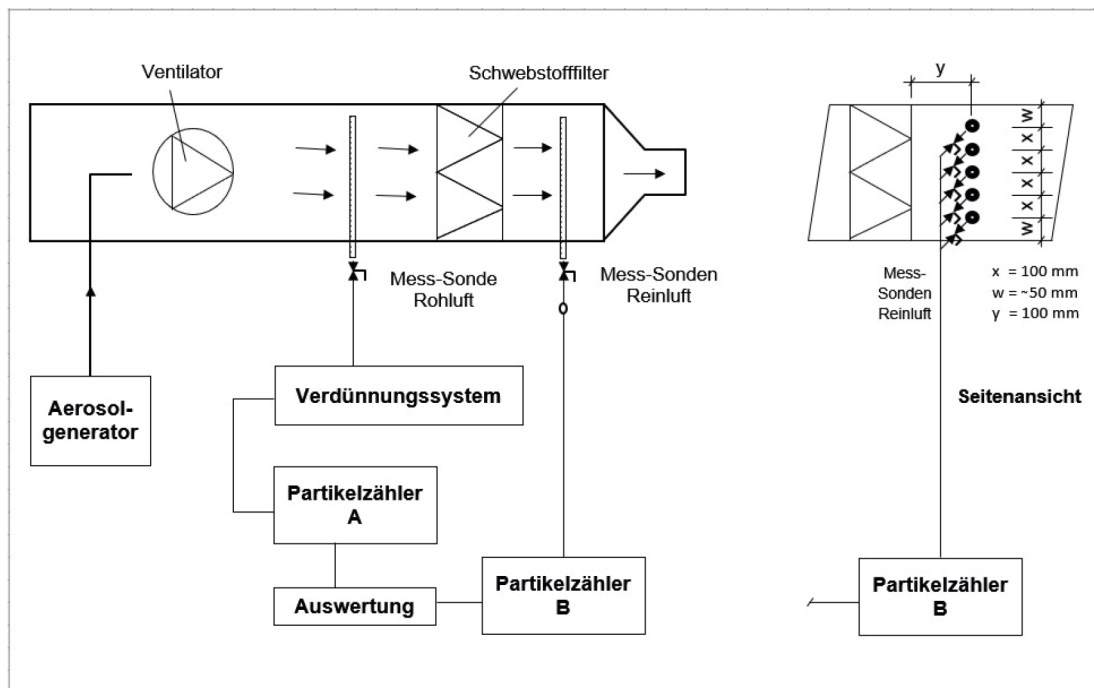 Ventilator
Schwebstofffilter
y
w
x
x
x
w
Mess-Sonde
Rohluft
Mess-Sonden
Reinluft
Mess-
Sonden
Reinluft
x = 100 mm
w = ~50 mm
y = 100 mm
Aerosol-
generator
Verdünnungssystem
Seitenansicht
Partikelzähler
A
Auswertung
Partikelzähler
B
Partikelzähler
B